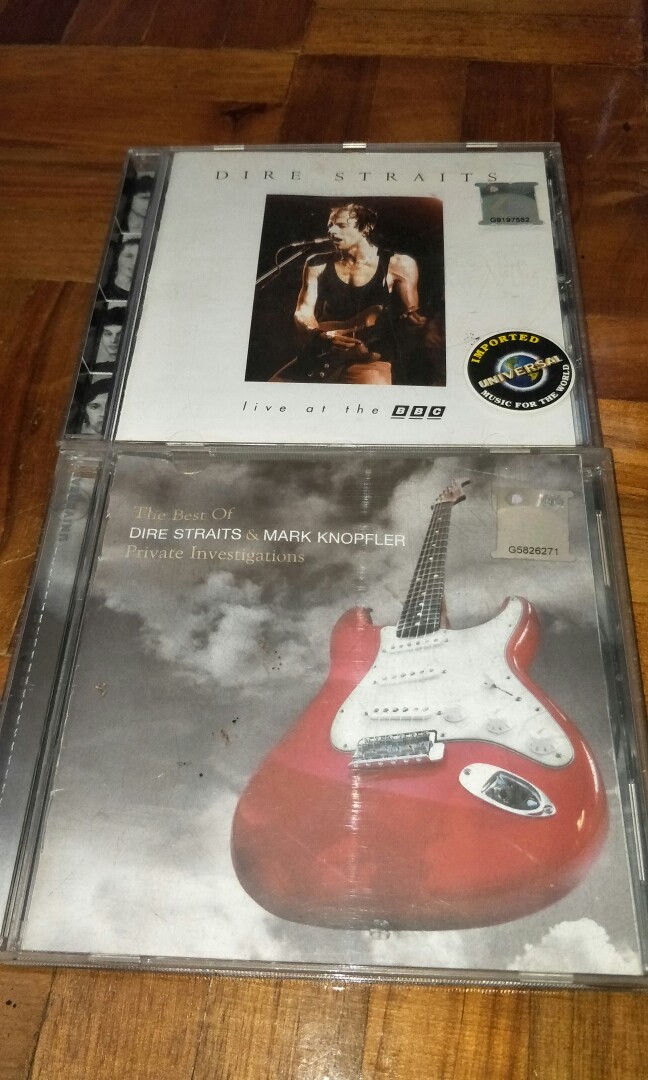 DIRE STRAITS
G9197552
IMPORTED
UNIVERSAL
MUSIC FOR THE WORLD
live at the BBC
The Best Of
DIRE STRAITS & MARK KNOPFLER
Private Investigations
G5826271